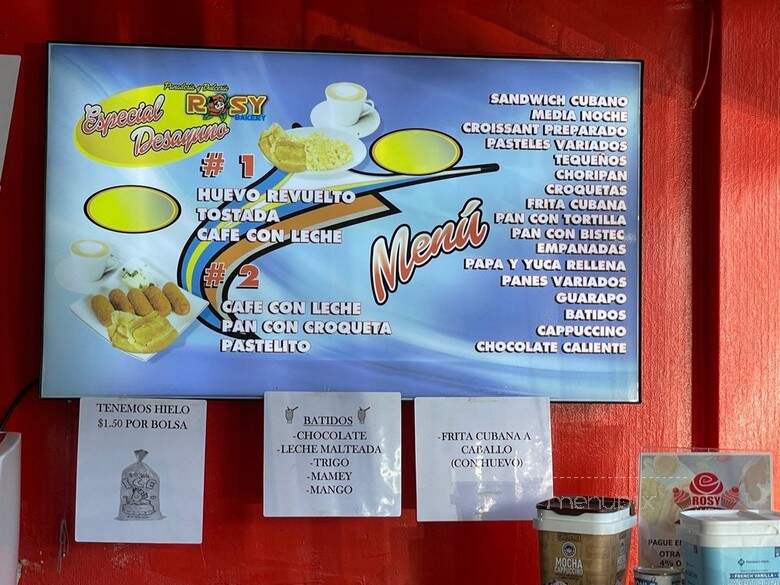 Especial
Desayuno
Panadería y Dulcería
ROSY
BAKERY
# 1
HUEVO REVUELTO
TOSTADA
CAFE CON LECHE
# 2
CAFE CON LECHE
PAN CON CROQUETA
PASTELITO
Menú
SANDWICH CUBANO
MEDIA NOCHE
CROISSANT PREPARADO
PASTELES VARIADOS
TEQUEÑOS
CHORIPAN
CROQUETAS
FRITA CUBANA
PAN CON TORTILLA
PAN CON BISTEC
EMPANADAS
PAPA Y YUCA RELLENA
PANES VARIADOS
GUARAPO
BATIDOS
CAPPUCCINO
CHOCOLATE CALIENTE
TENEMOS HIELO
$1.50 POR BOLSA
ICE
BATIDOS
-CHOCOLATE
-LECHE MALTEADA
-TRIGO
-MAMEY
-MANGO
-FRITA CUBANA A
CABALLO
(CON HUEVO)
menupix
ROSY
PAGUE
OTRA
4%
MOCHA
CAPPUCCINO
FRENCH VANILLA